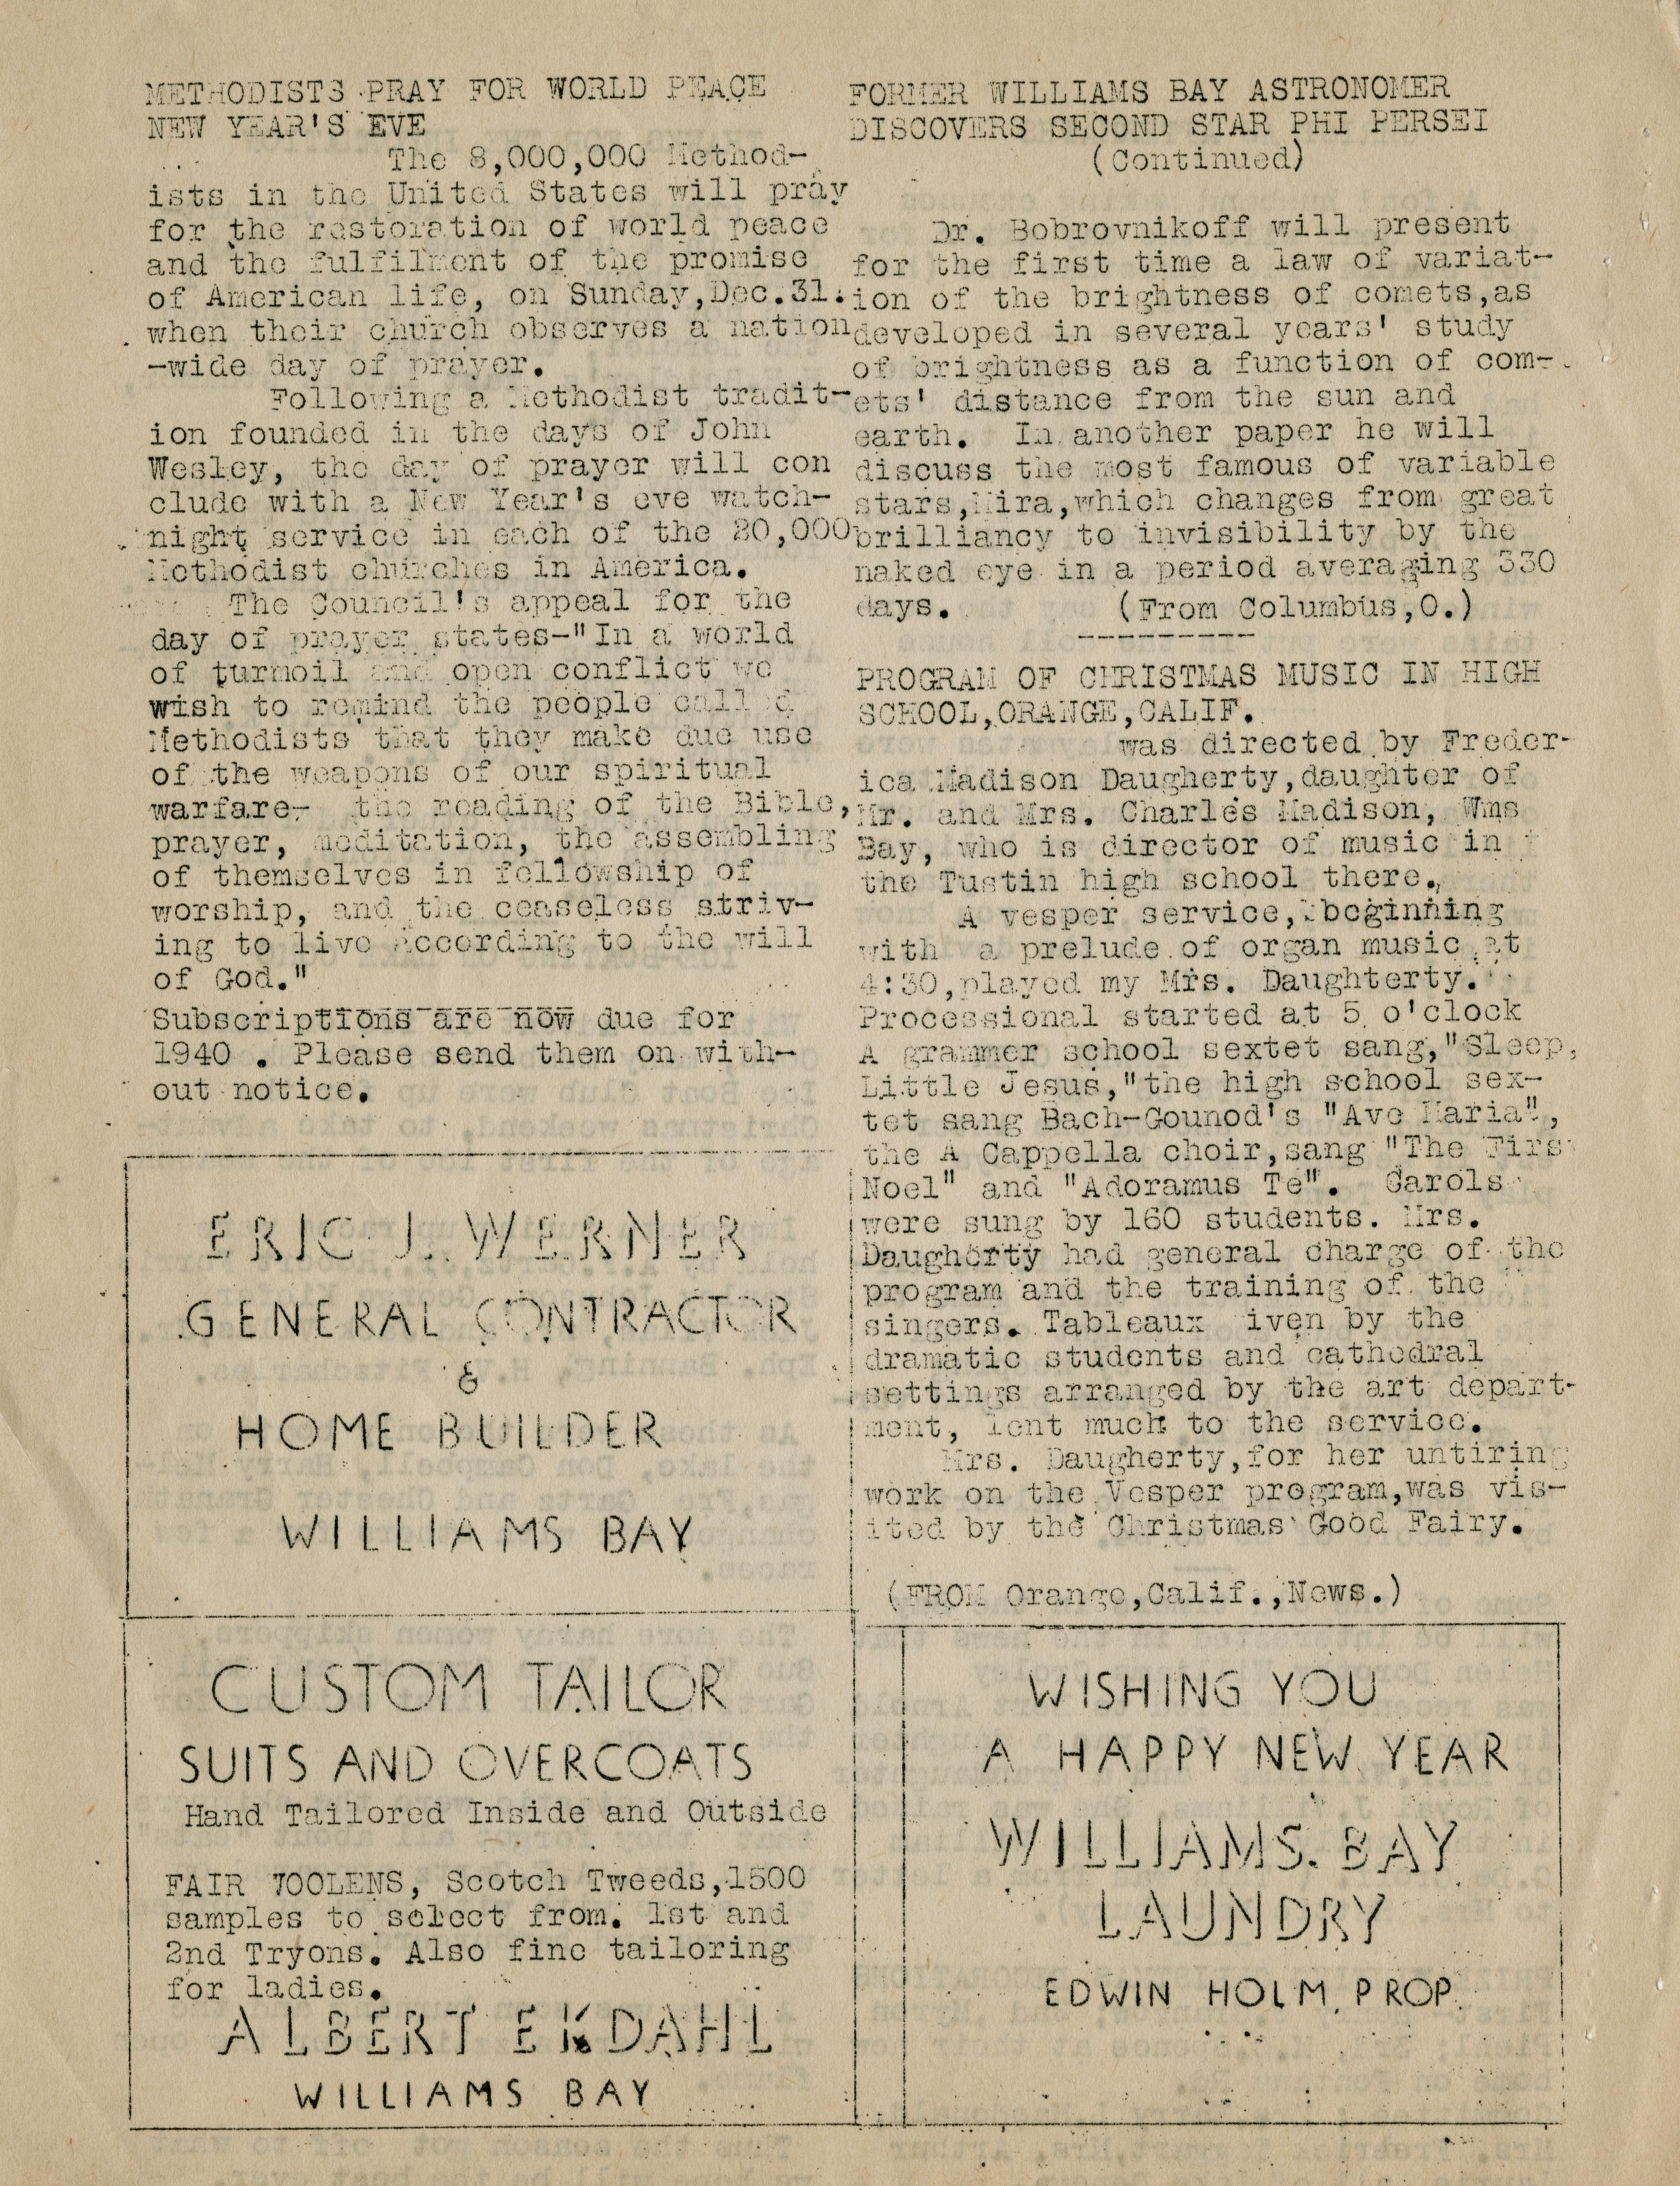 METHODISTS PRAY FOR WORLD PEACE
NEW YEAR'S EVE
The 8,000,000 Method-
ists in the United States will pray
for the restoration of world peace
and the fulfilment of the promise
of American life, on Sunday,Dec.31.
when their church observes a nation
-wide day of prayer.
Following a Methodist tradit-
ion founded in the days of John
Wesley, the day of prayer will con
clude with a New Year's eve watch-
night service in each of the 20,000
Methodist churches in America.
The Council's appeal for the
day of prayer states-"In a world
of turmoil and open conflict we
wish to remind the people called
Methodists that they make due use
of the weapons of our spiritual
warfare- the reading of the Bible,
prayer, meditation, the assembling
of themselves in fellowship of
worship, and the ceaseless striv-
ing to live according to the will
of God."
Subscriptions are now due for
1940 . Please send them on with-
out notice.
ERIC J. WERNER
GENERAL CONTRACTOR
&
HOME BUILDER
WILLIAMS BAY
CUSTOM TAILOR
SUITS AND OVERCOATS
Hand Tailored Inside and Outside
FAIR WOOLENS, Scotch Tweeds,1500
samples to select from. 1st and
2nd Tryons. Also fine tailoring
for ladies.
ALBERT EKDAHL
WILLIAMS BAY
FORMER WILLIAMS BAY ASTRONOMER
DISCOVERS SECOND STAR PHI PERSEI
(Continued)
Dr. Bobrovnikoff will present
for the first time a law of variat-
ion of the brightness of comets,as
developed in several years' study
of brightness as a function of com-
ets' distance from the sun and
earth. In another paper he will
discuss the most famous of variable
stars,Mira,which changes from great
brilliancy to invisibility by the
naked eye in a period averaging 330
days. (From Columbus,O.)
---------
PROGRAM OF CHRISTMAS MUSIC IN HIGH
SCHOOL,ORANGE,CALIF.
was directed by Freder-
ica Madison Daugherty,daughter of
Mr. and Mrs. Charles Madison, Wms
Bay, who is director of music in
the Tustin high school there.
A vesper service, beginning
with a prelude of organ music at
4:30,played my Mrs. Daughterty.
Processional started at 5 o'clock
A grammer school sextet sang,"Sleep,
Little Jesus,"the high school sex-
tet sang Bach-Gounod's "Ave Maria",
the A Cappella choir,sang "The Firs
Noel" and "Adoramus Te". Carols
were sung by 160 students. Mrs.
Daugherty had general charge of the
program and the training of the
singers. Tableaux iven by the
dramatic students and cathedral
settings arranged by the art depart-
ment, lent much to the service.
Mrs. Daugherty,for her untiring
work on the Vesper program,was vis-
ited by the Christmas Good Fairy.
(FROM Orange,Calif.,News.)
WISHING YOU
A HAPPY NEW YEAR
WILLIAMS. BAY
LAUNDRY
EDWIN HOLM. PROP.